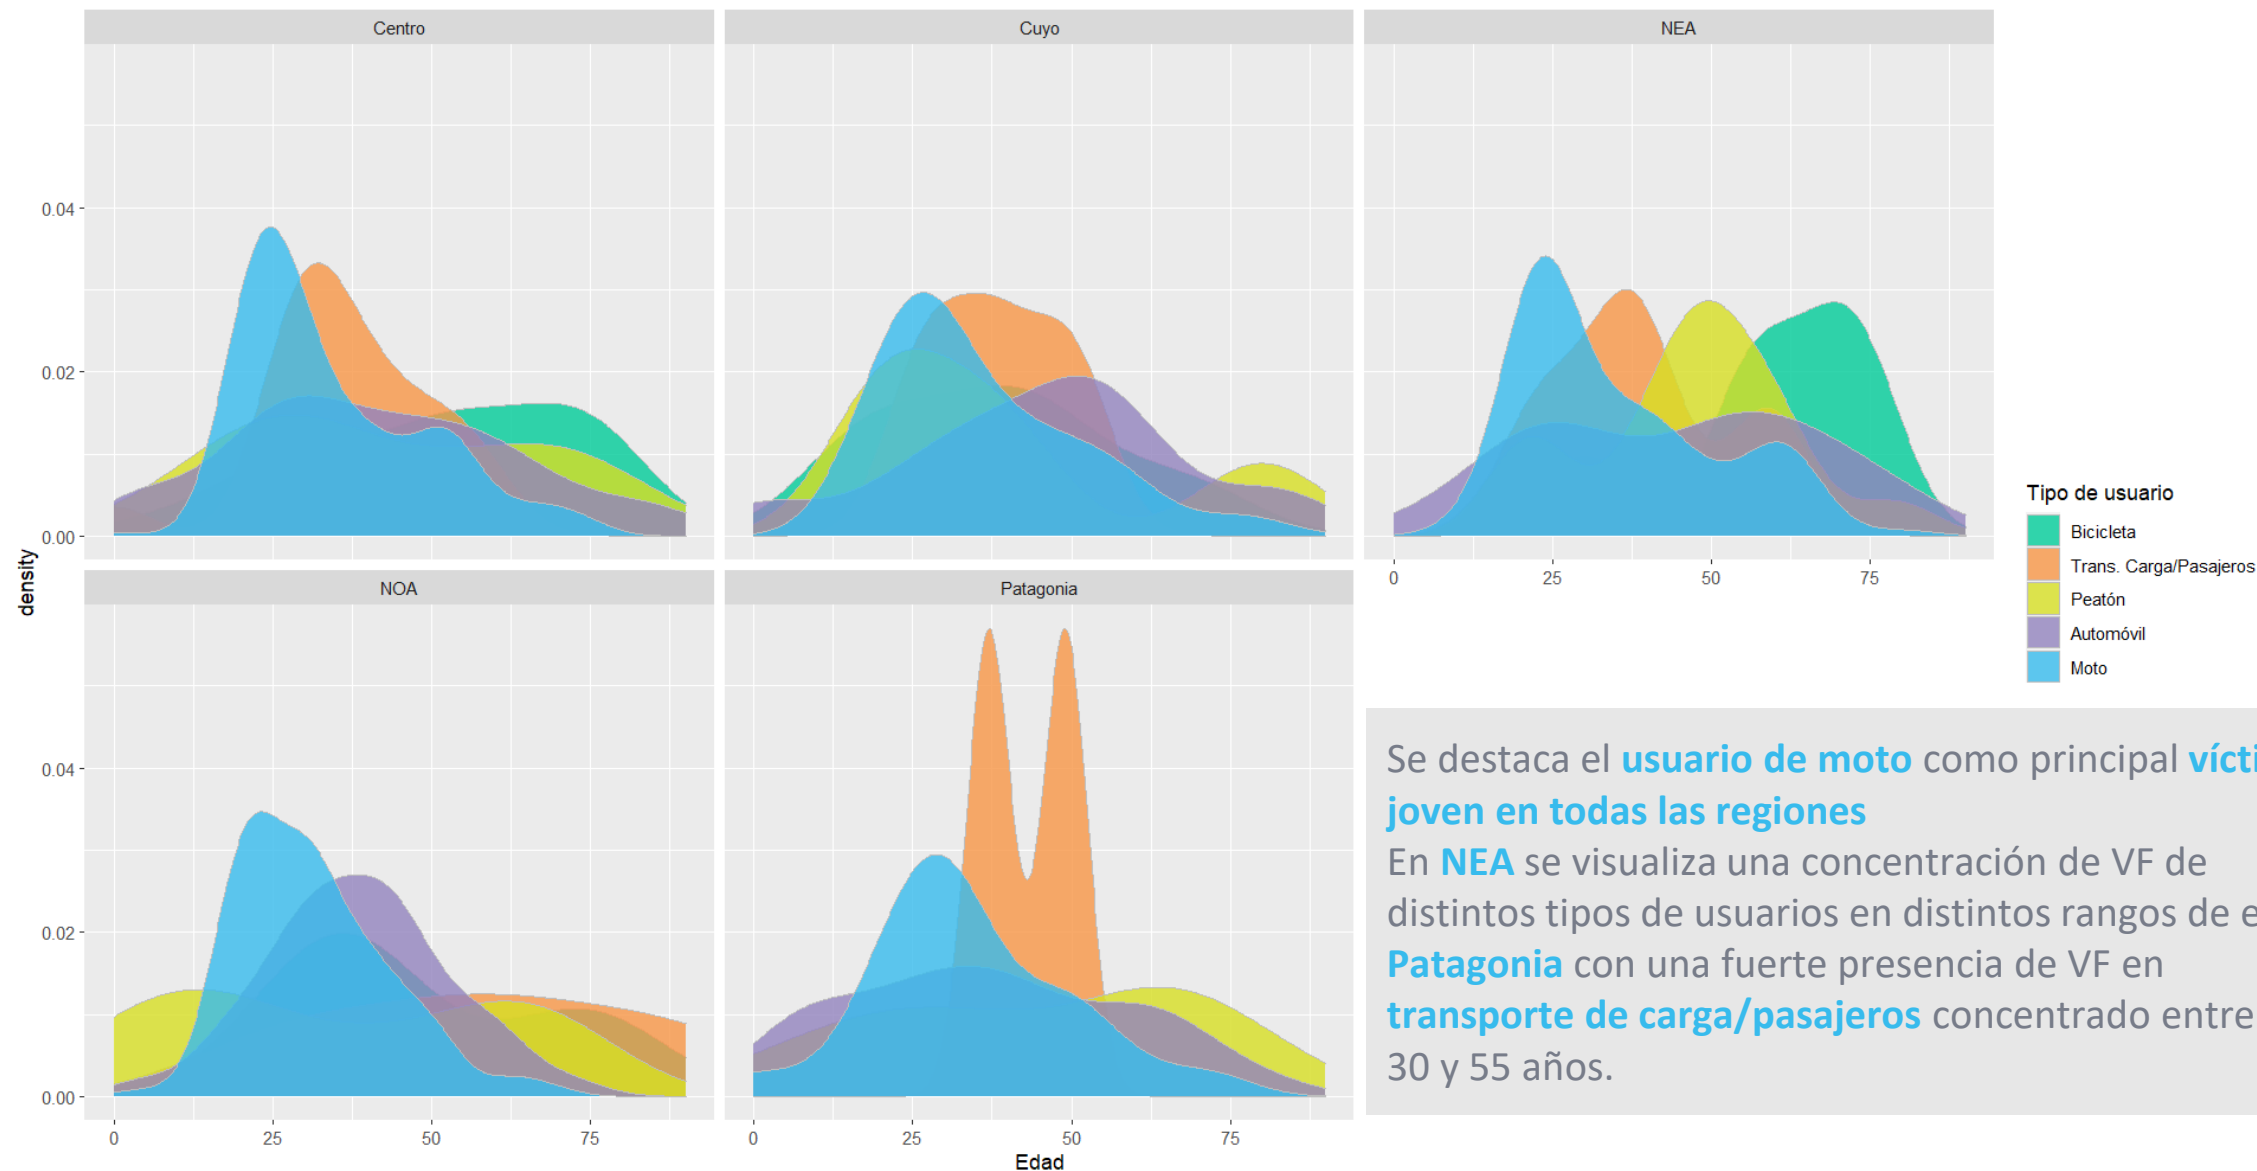 Centro
Cuyo
NEA
0.04
0.02
0.00
density
0
25
50
75
NOA
Patagonia
0.04
0.02
0.00
0
25
50
75
0
25
50
75
Edad
Tipo de usuario
Bicicleta
Trans. Carga/Pasajeros
Peatón
Automóvil
Moto
Se destaca el usuario de moto como principal
joven en todas las regiones
En NEA se visualiza una concentración de VF de
distintos tipos de usuarios en distintos rangos de
Patagonia con una fuerte presencia de VF en
transporte de carga/pasajeros concentrado entre
30 y 55 años.